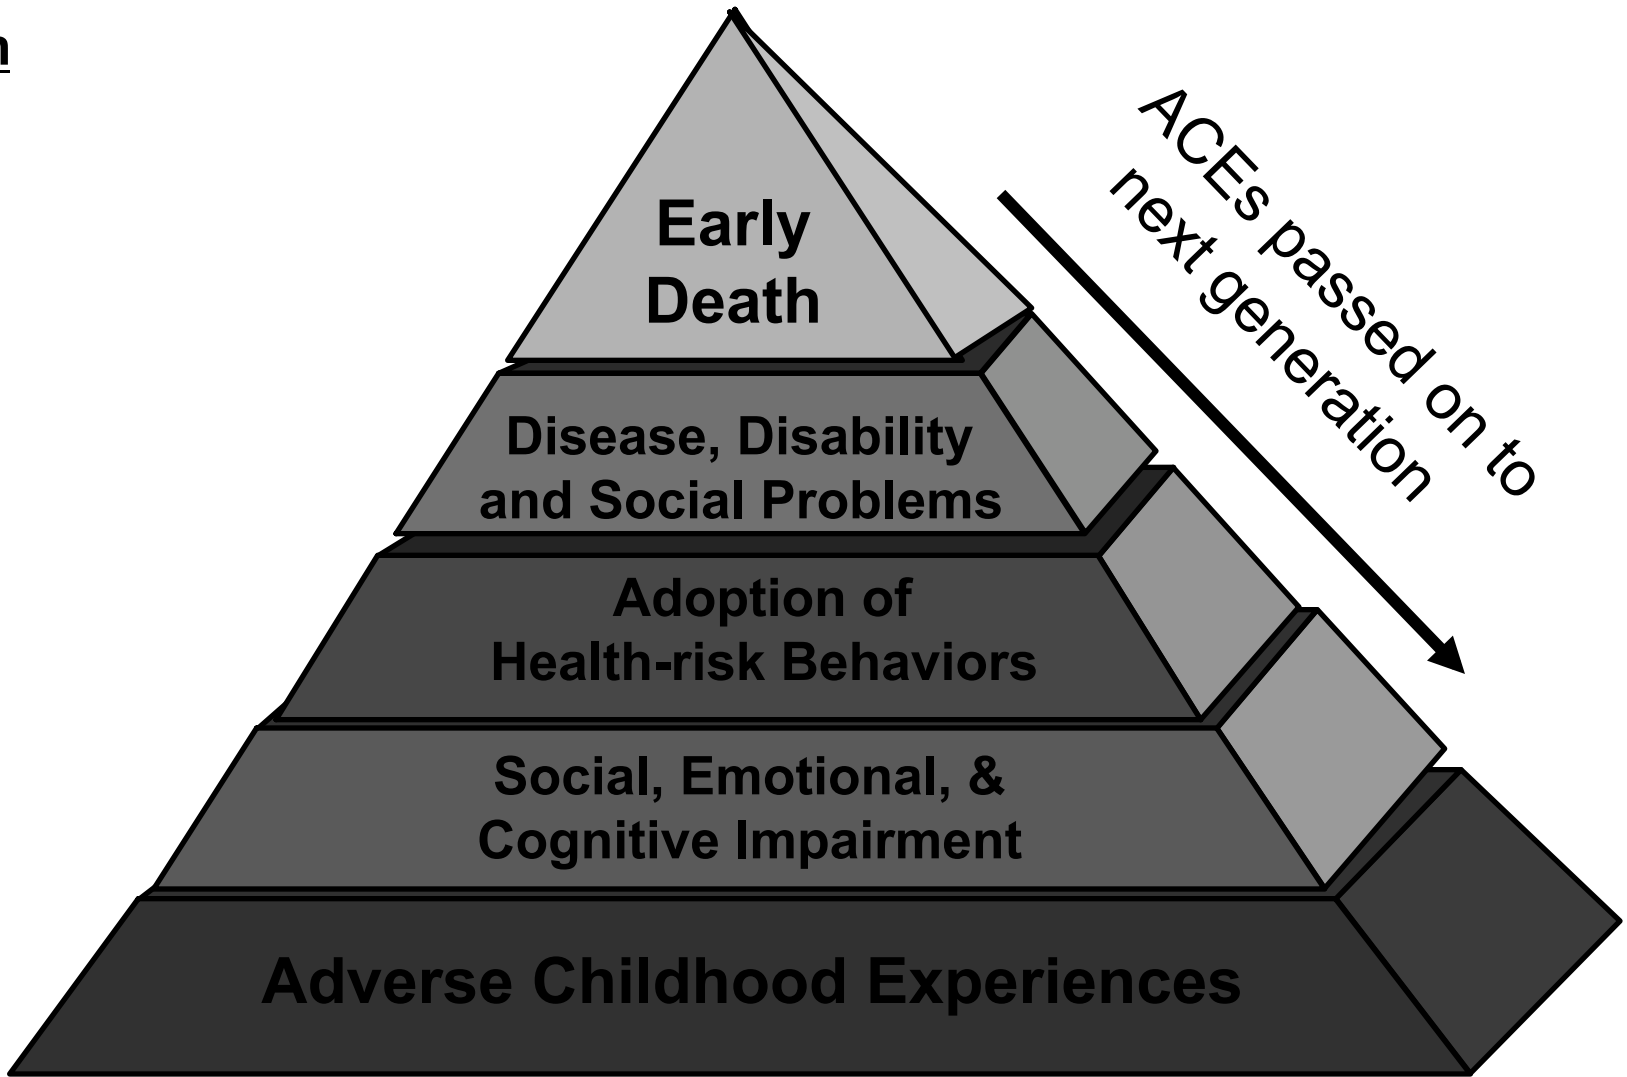 Early
Death
ACEs passed on to
next generation
Disease, Disability
and Social Problems
Adoption of
Health-risk Behaviors
Social, Emotional, &
Cognitive Impairment
Adverse Childhood Experiences